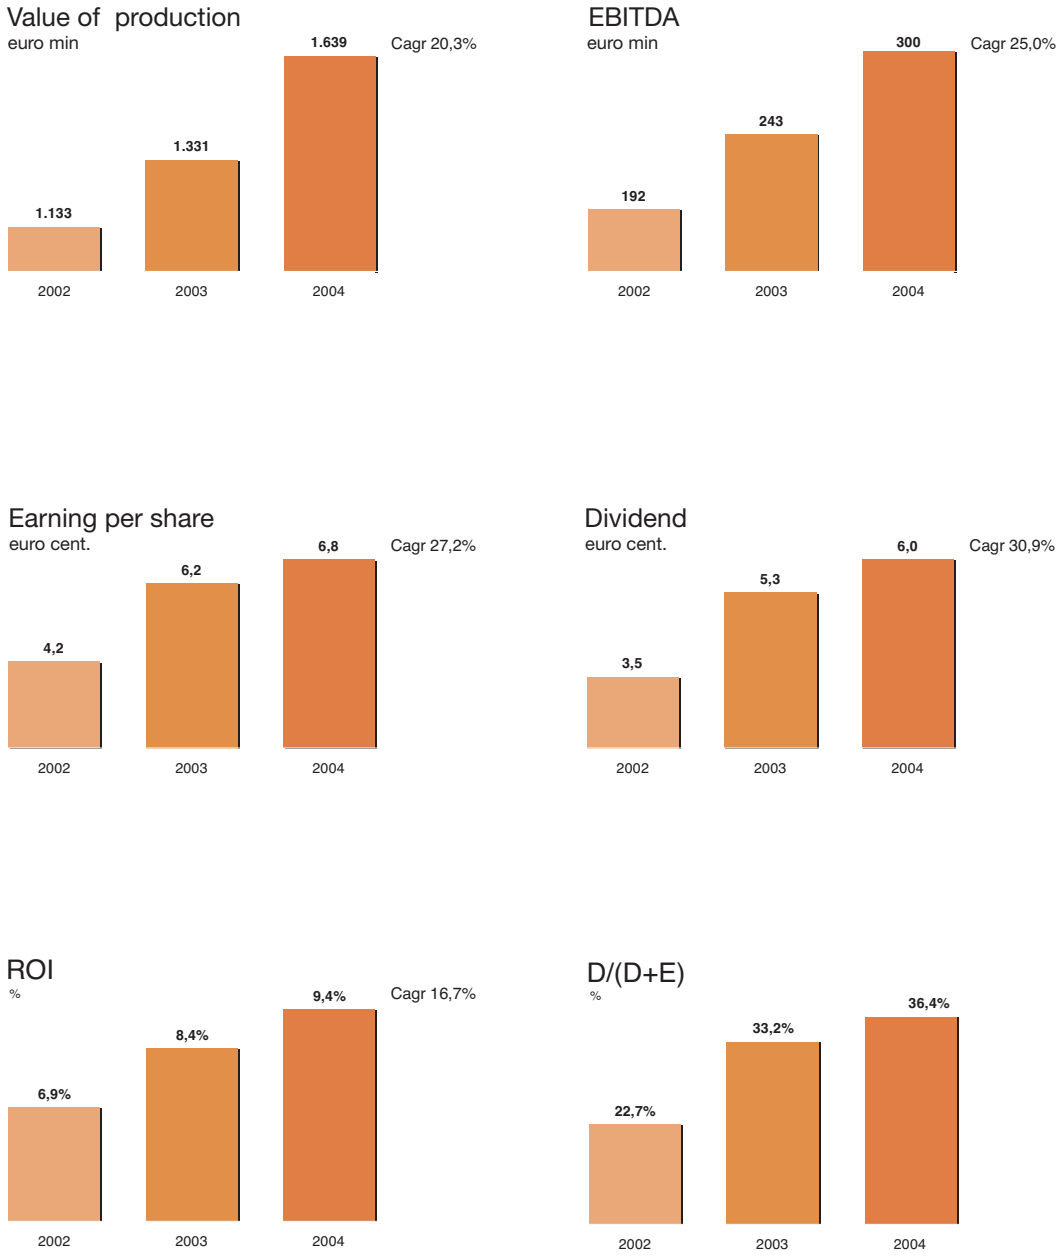 Value of  production
euro min
1.639
Cagr 20,3%
1.331
1.133
2002
2003
2004
EBITDA
euro min
300
Cagr 25,0%
243
192
2002
2003
2004
Earning per share
euro cent.
6,8
Cagr 27,2%
6,2
4,2
2002
2003
2004
Dividend
euro cent.
6,0
Cagr 30,9%
5,3
3,5
2002
2003
2004
ROI
%
9,4%
Cagr 16,7%
8,4%
6,9%
2002
2003
2004
D/(D+E)
%
36,4%
33,2%
22,7%
2002
2003
2004